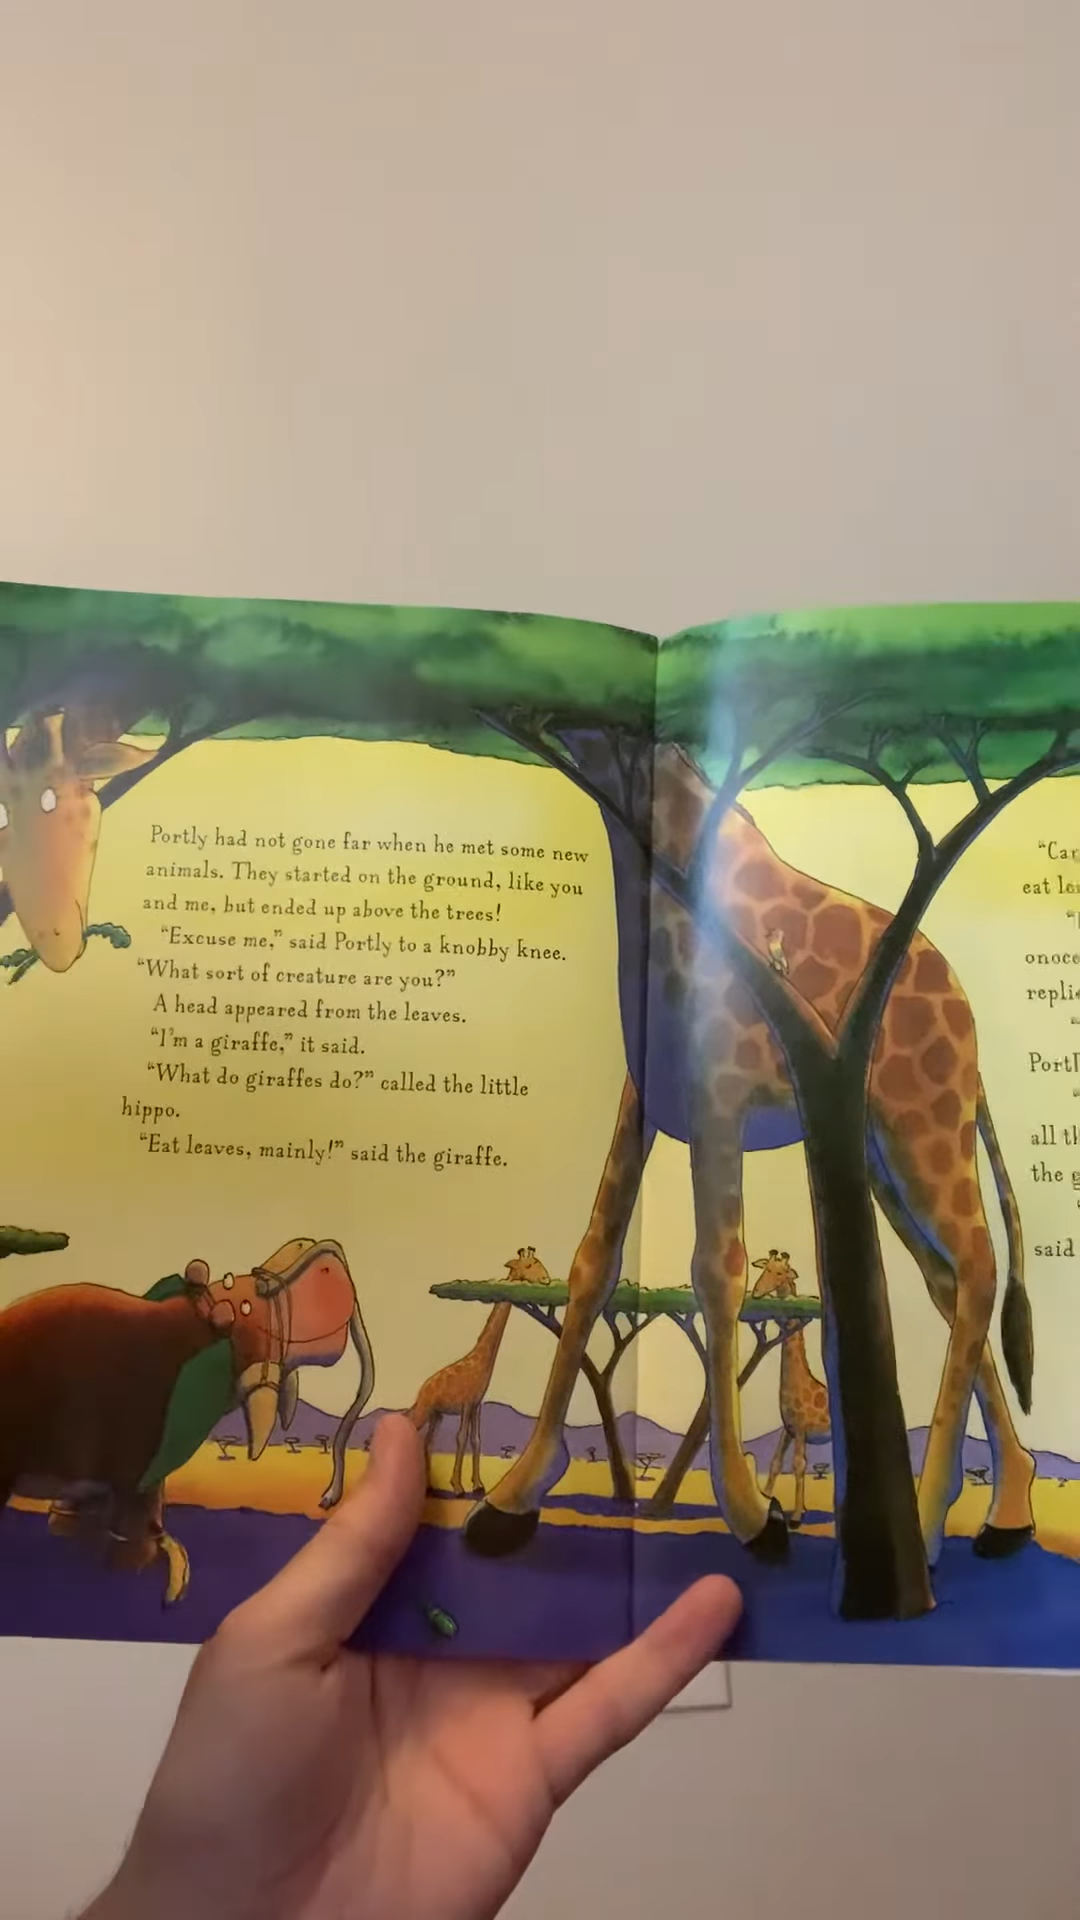 Portly had not gone far when he met some new
animals. They started on the ground, like you
and me, but ended up above the trees!
“Excuse me,” said Portly to a knobby knee.
“What sort of creature are you?”
A head appeared from the leaves.
“I’m a giraffe,” it said.
“What do giraffes do?” called the little
hippo.
“Eat leaves, mainly!” said the giraffe.
eat
all
the
said